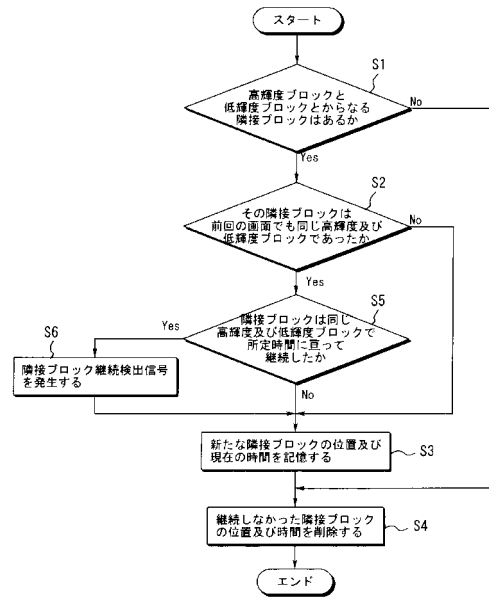 スタート
S1
高輝度ブロックと
低輝度ブロックとからなる
隣接ブロックはあるか
No
Yes
S2
その隣接ブロックは
前回の画面でも同じ高輝度及び
低輝度ブロックであったか
No
Yes
S5
隣接ブロックは同じ
高輝度及び低輝度ブロックで
所定時間に亘って
継続したか
Yes
S6
隣接ブロック継続検出信号
を発生する
No
新たな隣接ブロックの位置及び
現在の時間を記憶する
S3
継続しなかった隣接ブロック
の位置及び時間を削除する
S4
エンド